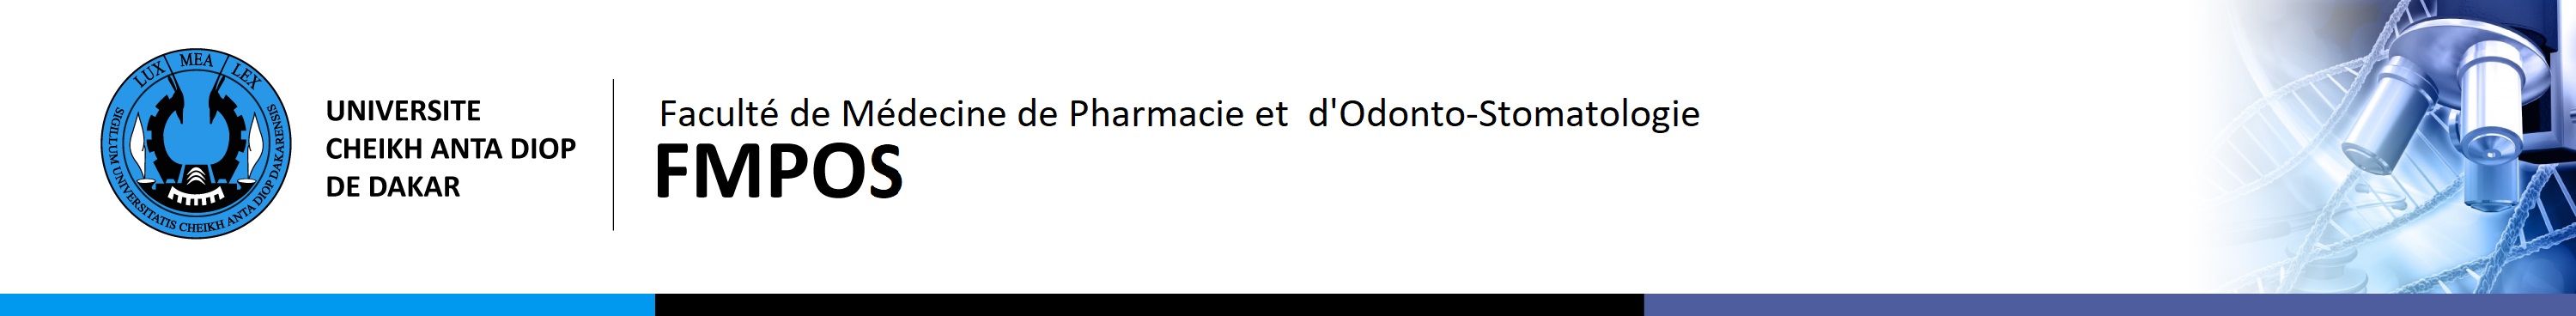 LUX MEA LEX
SIGILLUM UNIVERSITATIS CHEIKH ANTA DIOP DAKARENSIS
UNIVERSITE
CHEIKH ANTA DIOP
DE DAKAR
Faculté de Médecine de Pharmacie et  d'Odonto-Stomatologie
FMPOS